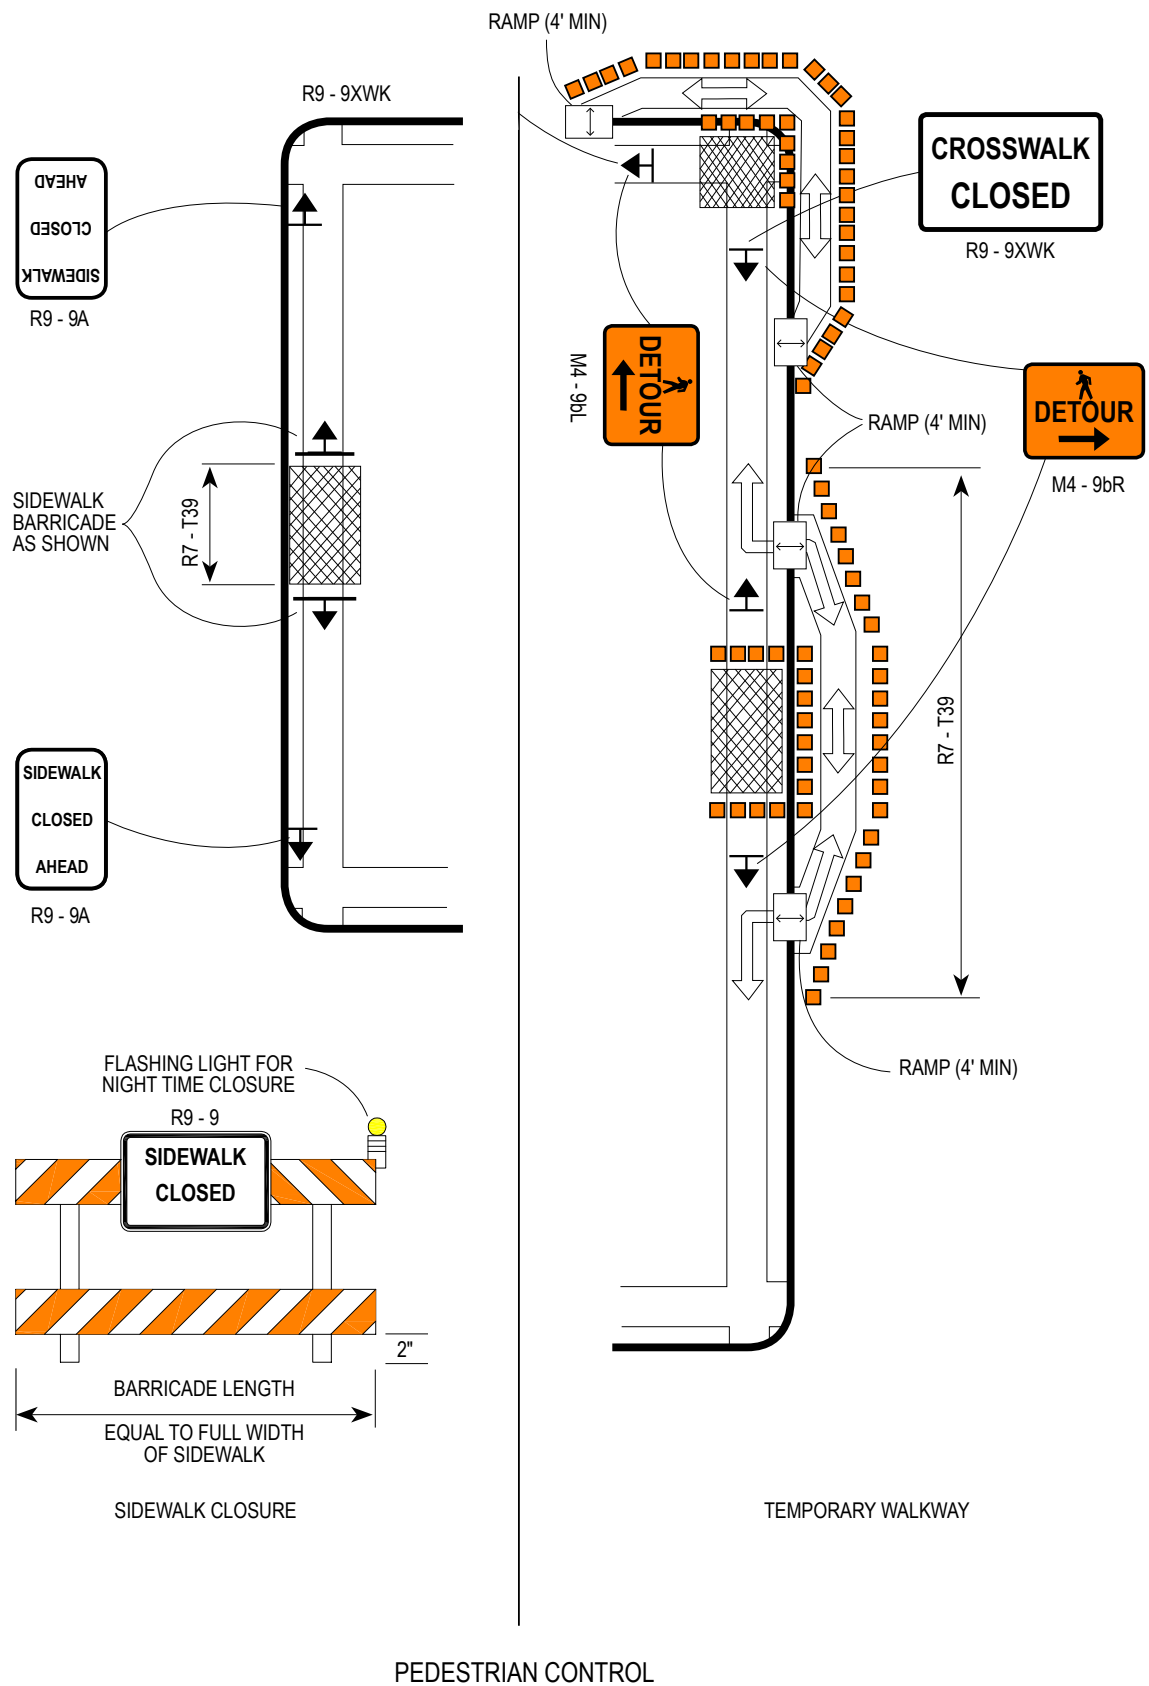 RAMP (4' MIN)
R9 - 9XWK
AHEAD
CLOSED
SIDEWALK
R9 - 9A
CROSSWALK
CLOSED
R9 - 9XWK
DETOUR
M4 - 9bL
DETOUR
M4 - 9bR
RAMP (4' MIN)
SIDEWALK
BARRICADE
AS SHOWN
R7 - T39
R7 - T39
SIDEWALK
CLOSED
AHEAD
R9 - 9A
RAMP (4' MIN)
FLASHING LIGHT FOR
NIGHT TIME CLOSURE
R9 - 9
SIDEWALK
CLOSED
2"
BARRICADE LENGTH
EQUAL TO FULL WIDTH
OF SIDEWALK
SIDEWALK CLOSURE
TEMPORARY WALKWAY
PEDESTRIAN CONTROL